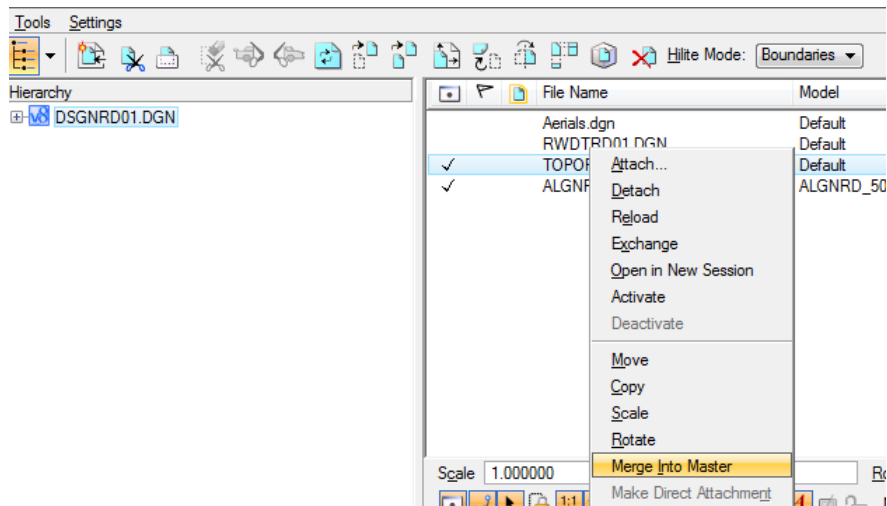 Tools Settings
Hilite Mode: Boundaries
Hierarchy File Name Model
DSGNRD01.DGN
Aerials.dgn Default
RWDTRD01.DGN Default
TOPOF Default
ALGNF ALGNRD_50
Attach...
Detach
Reload
Exchange
Open in New Session
Activate
Deactivate
Move
Copy
Scale
Rotate
Merge Into Master
Make Direct Attachment
Scale 1.000000
1:1